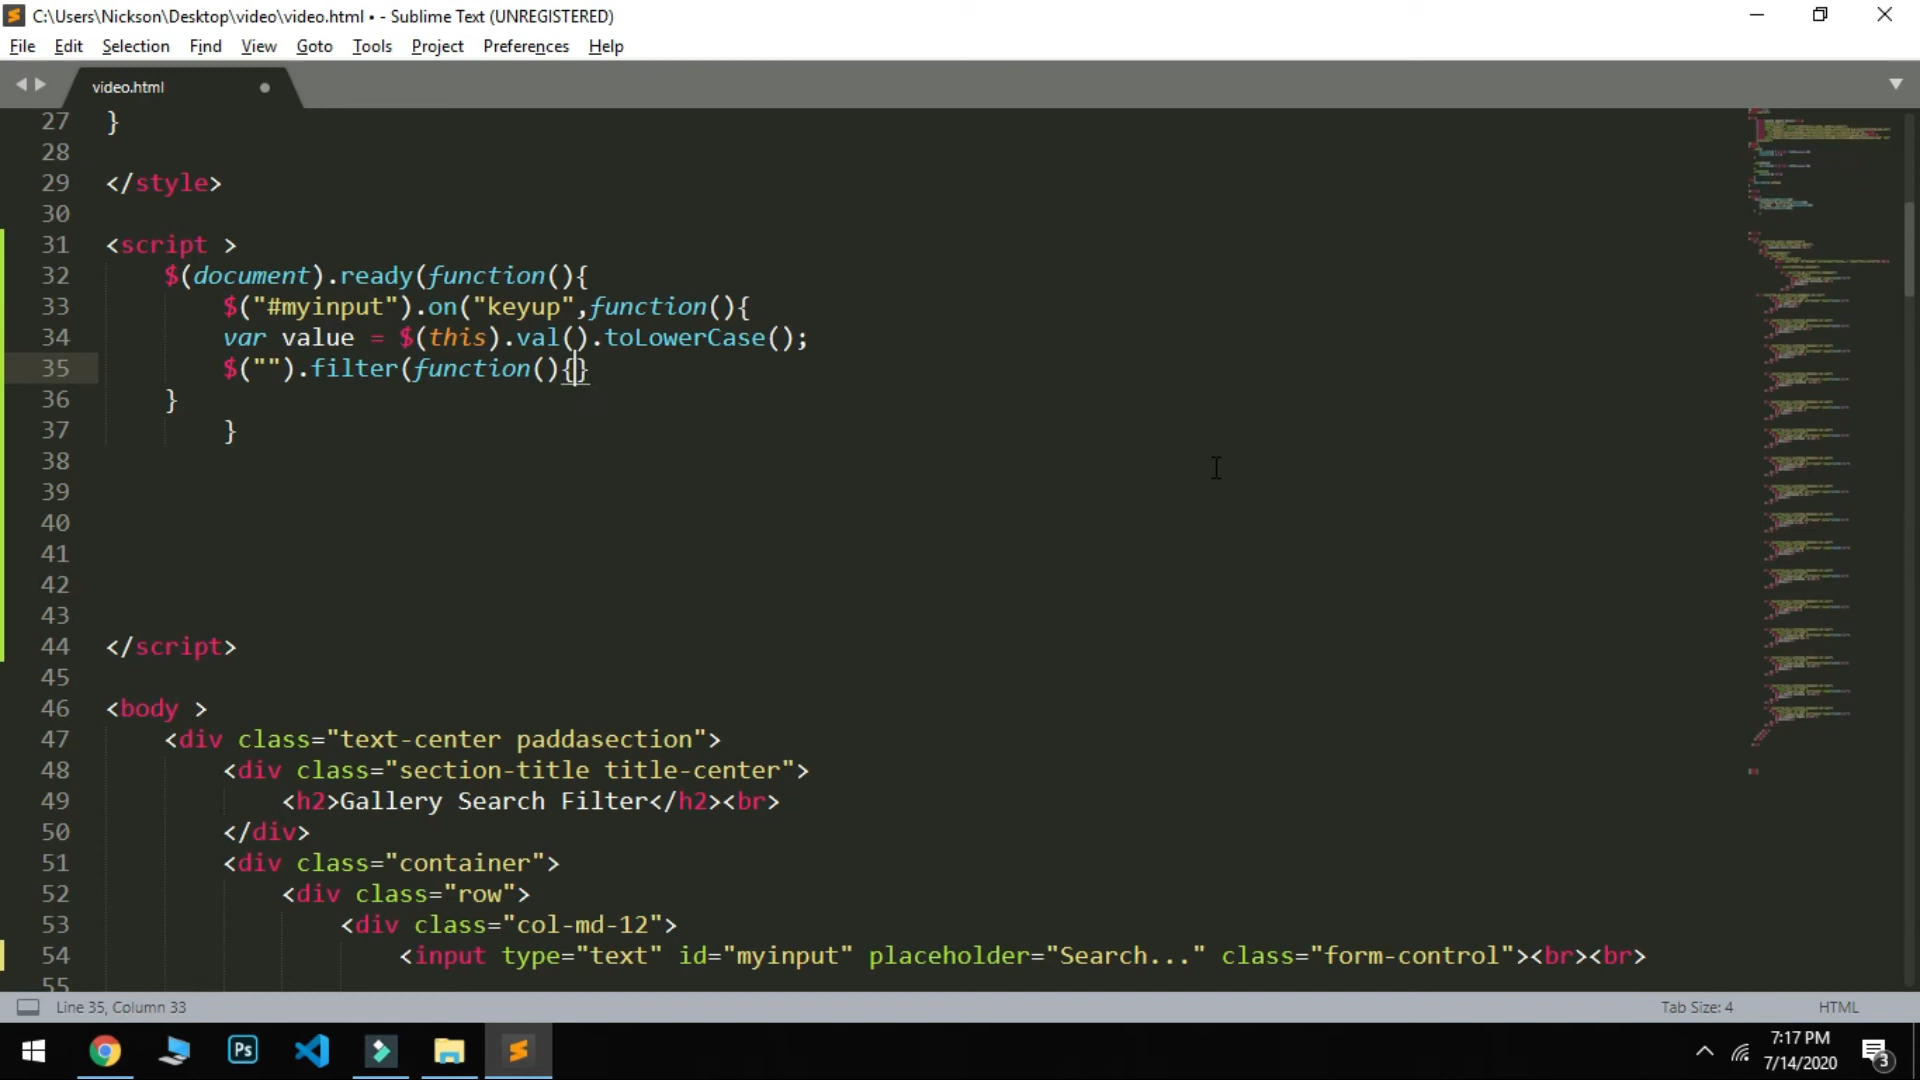 C:\Users\Nickson\Desktop\video\video.html • - Sublime Text (UNREGISTERED)
File Edit Selection Find View Goto Tools Project Preferences Help
video.html
27 }
28
29 </style>
30
31 <script >
32 $(document).ready(function(){
33 $("#myinput").on("keyup",function(){
34 var value = $(this).val().toLowerCase();
35 $("").filter(function(){}
36 }
37 }
38
39
40
41
42
43
44 </script>
45
46 <body >
47 <div class="text-center paddasection">
48 <div class="section-title title-center">
49 <h2>Gallery Search Filter</h2><br>
50 </div>
51 <div class="container">
52 <div class="row">
53 <div class="col-md-12">
54 <input type="text" id="myinput" placeholder="Search..." class="form-control"><br><br>
55
Line 35, Column 33 Tab Size: 4 HTML
Ps
7:17 PM
7/14/2020
3